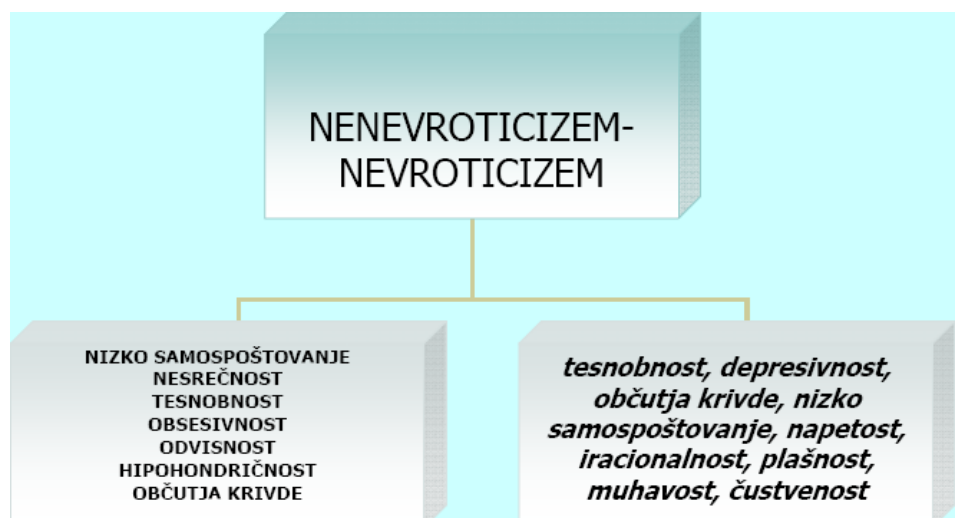 NENEVROTICIZEM-
NEVROTICIZEM
NIZKO SAMOSPOŠTOVANJE
NESREČNOST
TESNOBNOST
OBSESIVNOST
ODVISNOST
HIPOHONDRIČNOST
OBČUTJA KRIVDE
tesnobnost, depresivnost,
občutja krivde, nizko
samospoštovanje, napetost,
iracionalnost, plašnost,
muhavost, čustvenost